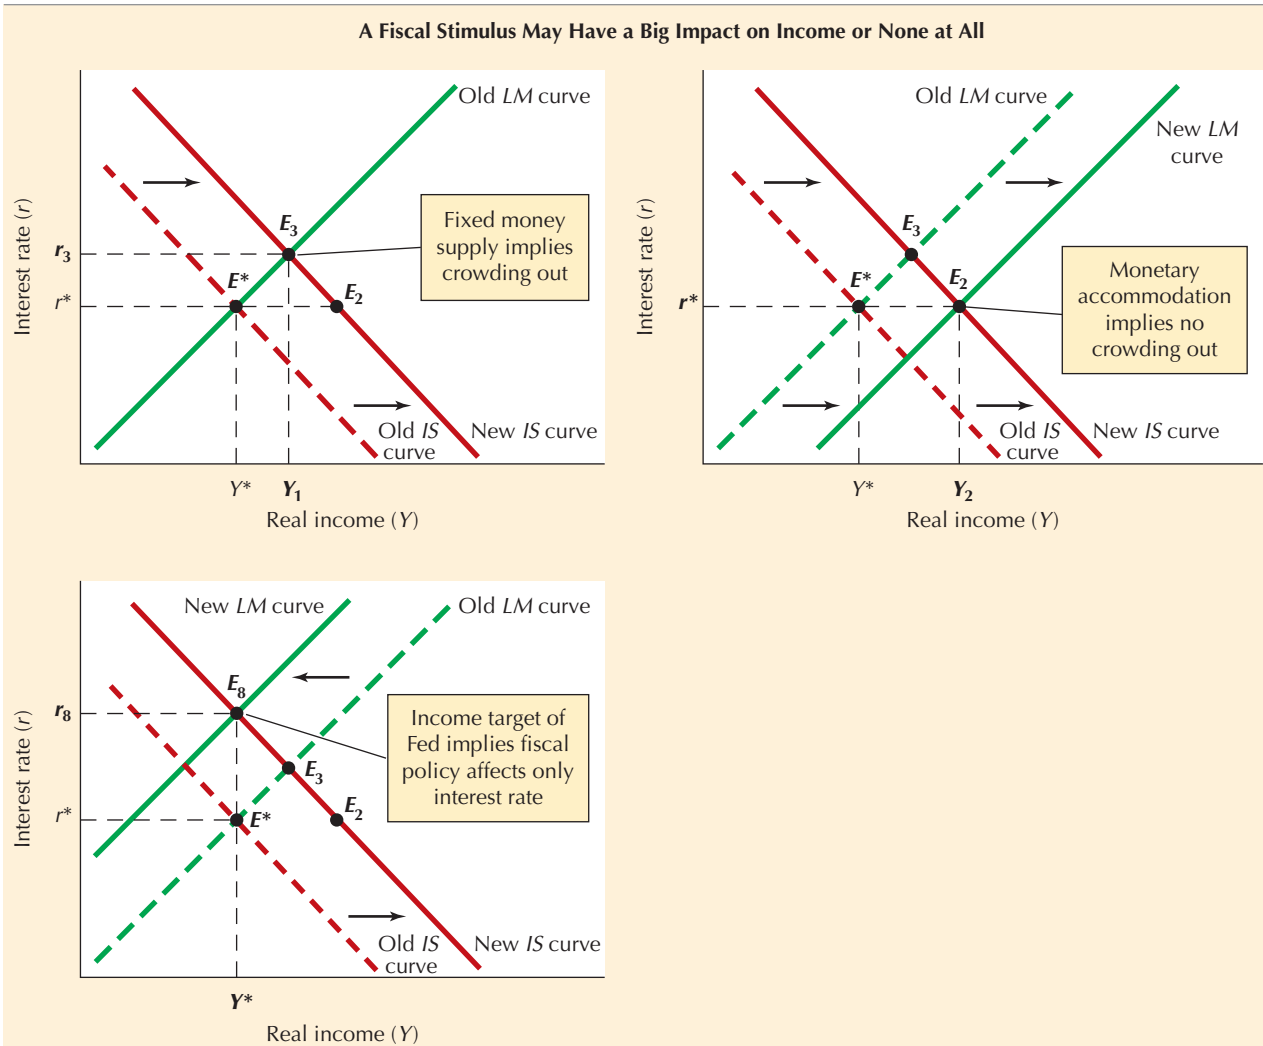 A Fiscal Stimulus May Have a Big Impact on Income or None at All
Interest rate (r)
Old LM curve
Fixed money
supply implies
crowding out
E3
r3
E*
E2
r*
Old IS
curve
New IS curve
Y*
Y1
Real income (Y)
Interest rate (r)
Old LM curve
New LM
curve
E3
Monetary
accommodation
implies no
crowding out
E*
E2
r*
Old IS
curve
New IS curve
Y*
Y2
Real income (Y)
Interest rate (r)
New LM curve
Old LM curve
E8
r8
Income target of
Fed implies fiscal
policy affects only
interest rate
E3
E2
r*
E*
Old IS
curve
New IS curve
Y*
Real income (Y)